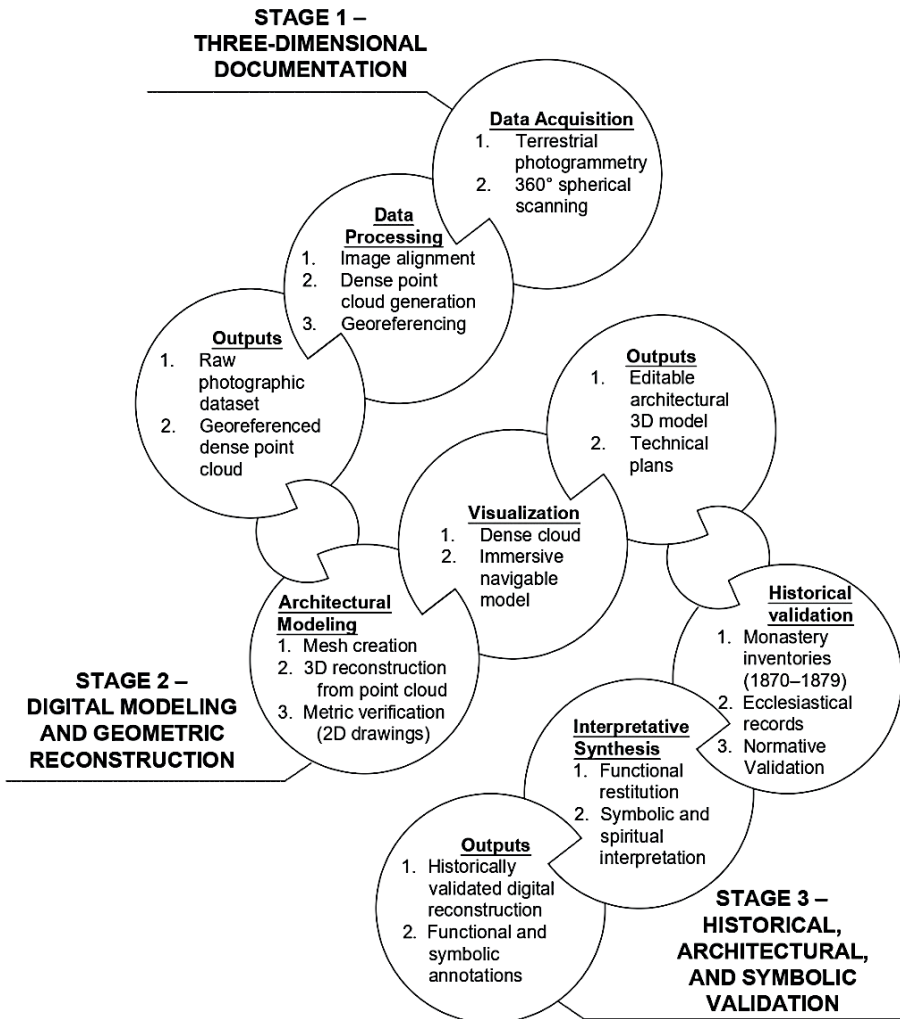 STAGE 1 –
THREE-DIMENSIONAL
DOCUMENTATION
Data Acquisition
1. Terrestrial
photogrammetry
2. 360° spherical
scanning
Data
Processing
1. Image alignment
2. Dense point
cloud generation
3. Georeferencing
Outputs
1. Raw
photographic
dataset
2. Georeferenced
dense point
cloud
STAGE 2 –
DIGITAL MODELING
AND GEOMETRIC
RECONSTRUCTION
Architectural
Modeling
1. Mesh creation
2. 3D reconstruction
from point cloud
3. Metric verification
(2D drawings)
Visualization
1. Dense cloud
2. Immersive
navigable
model
Outputs
1. Editable
architectural
3D model
2. Technical
plans
STAGE 3 –
HISTORICAL,
ARCHITECTURAL,
AND SYMBOLIC
VALIDATION
Historical
validation
1. Monastery
inventories
(1870–1879)
2. Ecclesiastical
records
3. Normative
Validation
Interpretative
Synthesis
1. Functional
restitution
2. Symbolic and
spiritual
interpretation
Outputs
1. Historically
validated digital
reconstruction
2. Functional and
symbolic
annotations